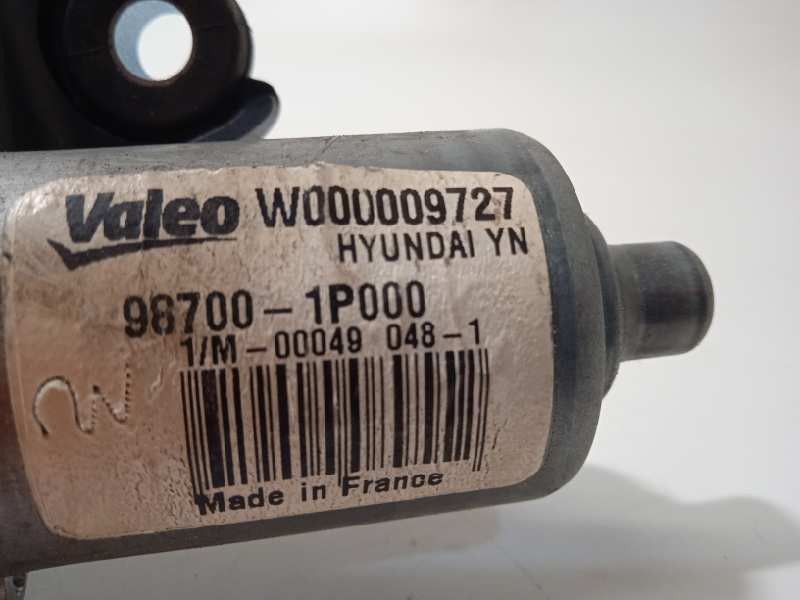 Valeo W000009727
HYUNDAI YN
98700-1P000
1/M-00049 048-1
Made in France